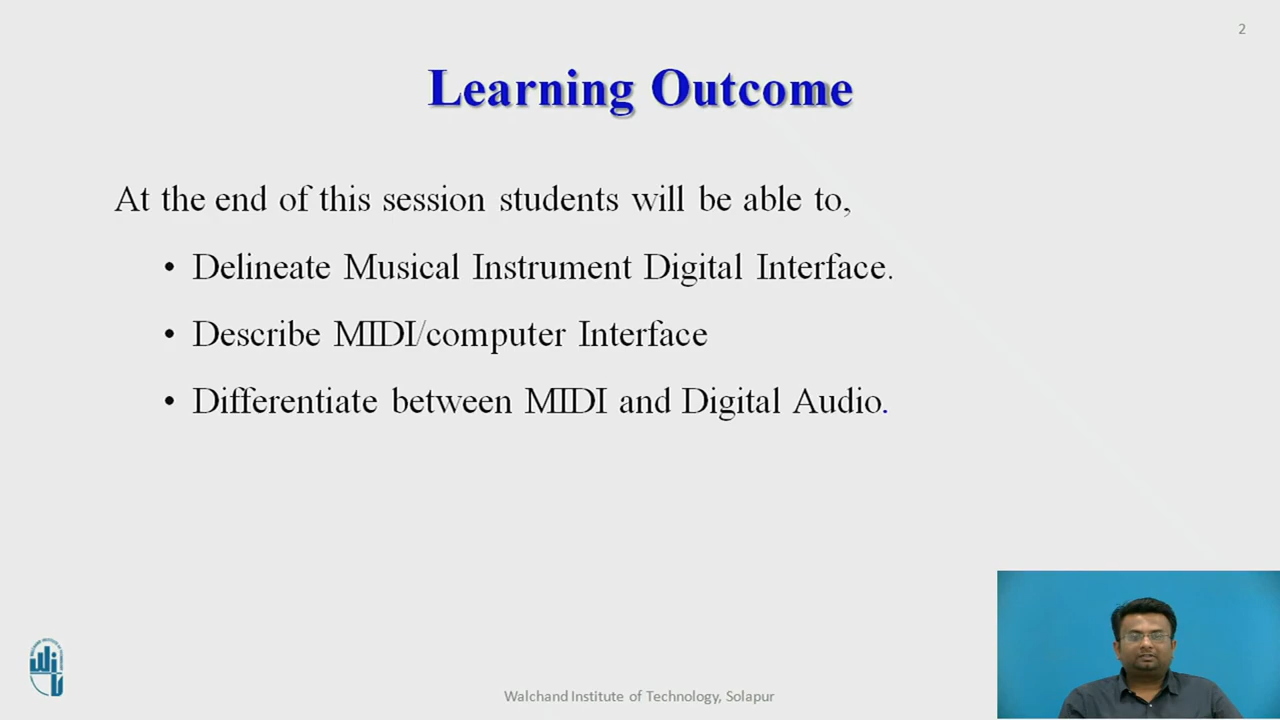 2
Learning Outcome
At the end of this session students will be able to,
• Delineate Musical Instrument Digital Interface.
• Describe MIDI/computer Interface
• Differentiate between MIDI and Digital Audio.
Walchand Institute of Technology, Solapur